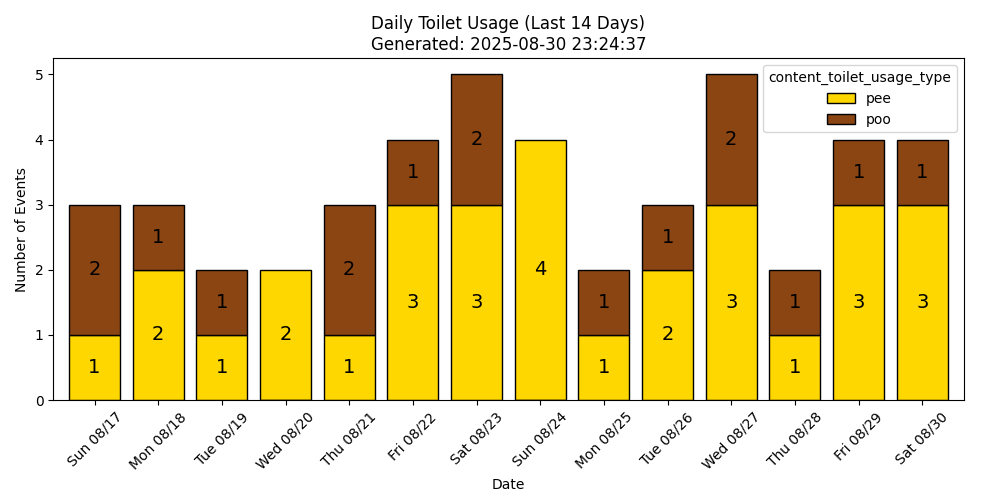 Daily Toilet Usage (Last 14 Days)
Generated: 2025-08-30 23:24:37
content_toilet_usage_type
pee
poo
Number of Events
5
4
3
2
1
0
2
1
1
2
1
2
1
1
2
1
1
1
1
2
1
2
1
3
3
4
1
2
3
1
3
3
Sun 08/17
Mon 08/18
Tue 08/19
Wed 08/20
Thu 08/21
Fri 08/22
Sat 08/23
Sun 08/24
Mon 08/25
Tue 08/26
Wed 08/27
Thu 08/28
Fri 08/29
Sat 08/30
Date